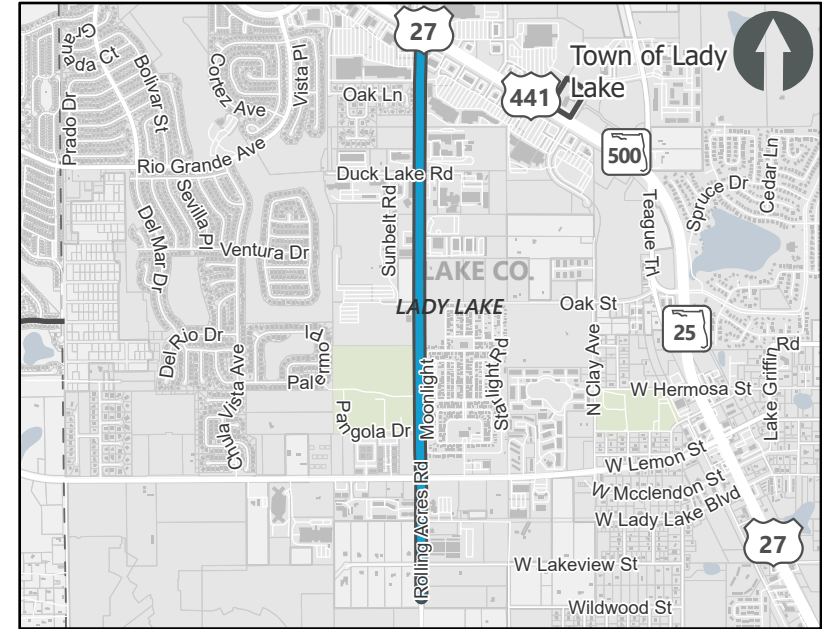 27
Town of Lady
Lake
441
500
Grana
da Ct
Bolivar St
Cortez Ave
Vista Pl
Oak Ln
Prado Dr
Rio Grande Ave
Duck Lake Rd
Sevilla Pl
Sunbelt Rd
Teague Trl
Spruce Dr
Cedar Ln
Del Mar Dr
Ventura Dr
LAKE CO.
LADY LAKE
Oak St
25
Rd
Del Rio Dr
Palermo
Pl
Chula Vista Ave
Moonlight
Starlight Rd
N Clay Ave
W Hermosa St
Lake Griffin
Pangola Dr
W Lemon St
W Mcclendon St
W Lady Lake Blvd
Rolling Acres Rd
27
W Lakeview St
Wildwood St